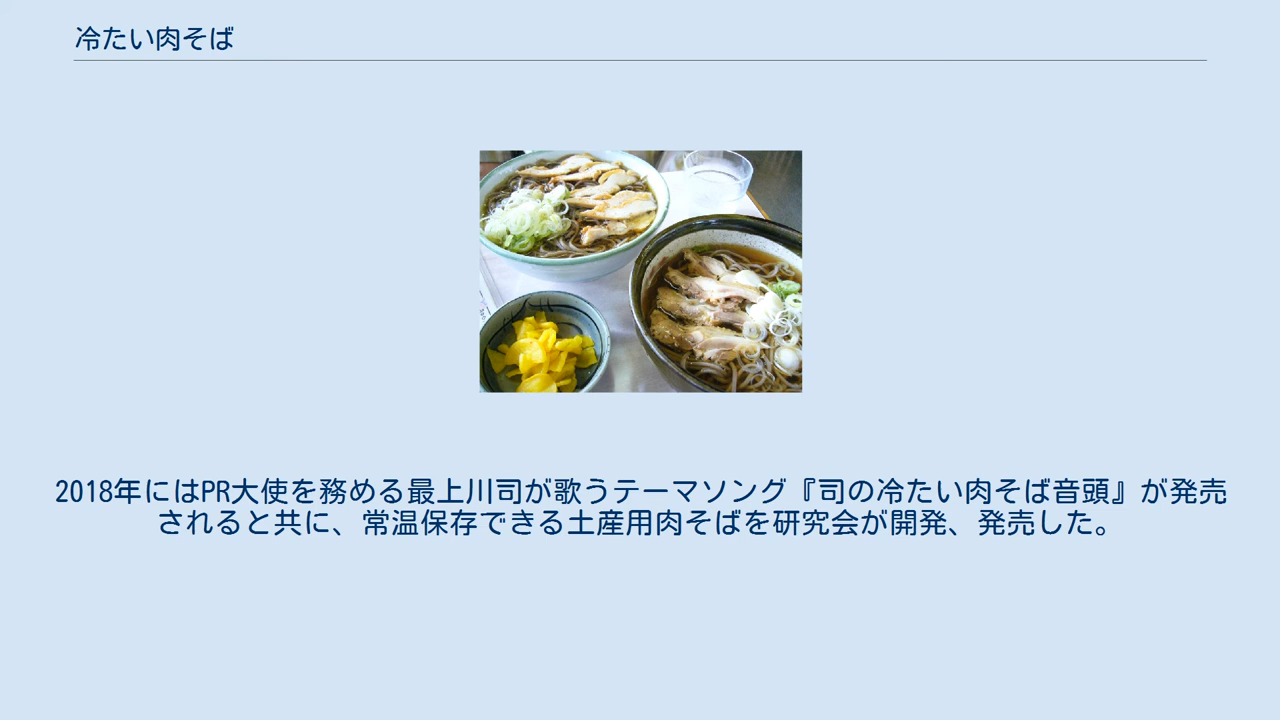 冷たい肉そば
2018年にはPR大使を務める最上川司が歌うテーマソング『司の冷たい肉そば音頭』が発売
されると共に、常温保存できる土産用肉そばを研究会が開発、発売した。